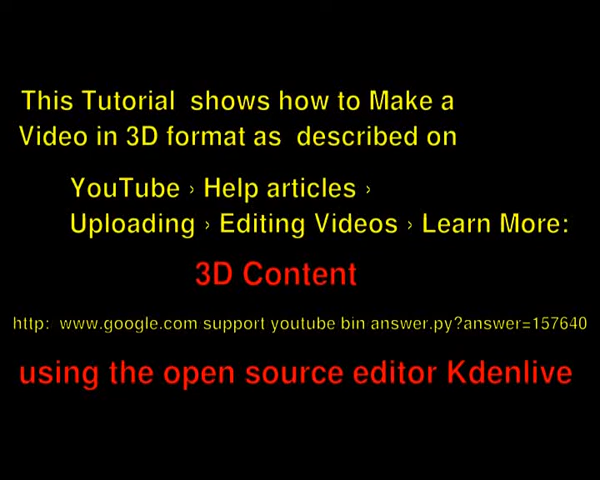 This Tutorial shows how to Make a
Video in 3D format as described on
YouTube › Help articles ›
Uploading › Editing Videos › Learn More:
3D Content
http: www.google.com support youtube bin answer.py?answer=157640
using the open source editor Kdenlive